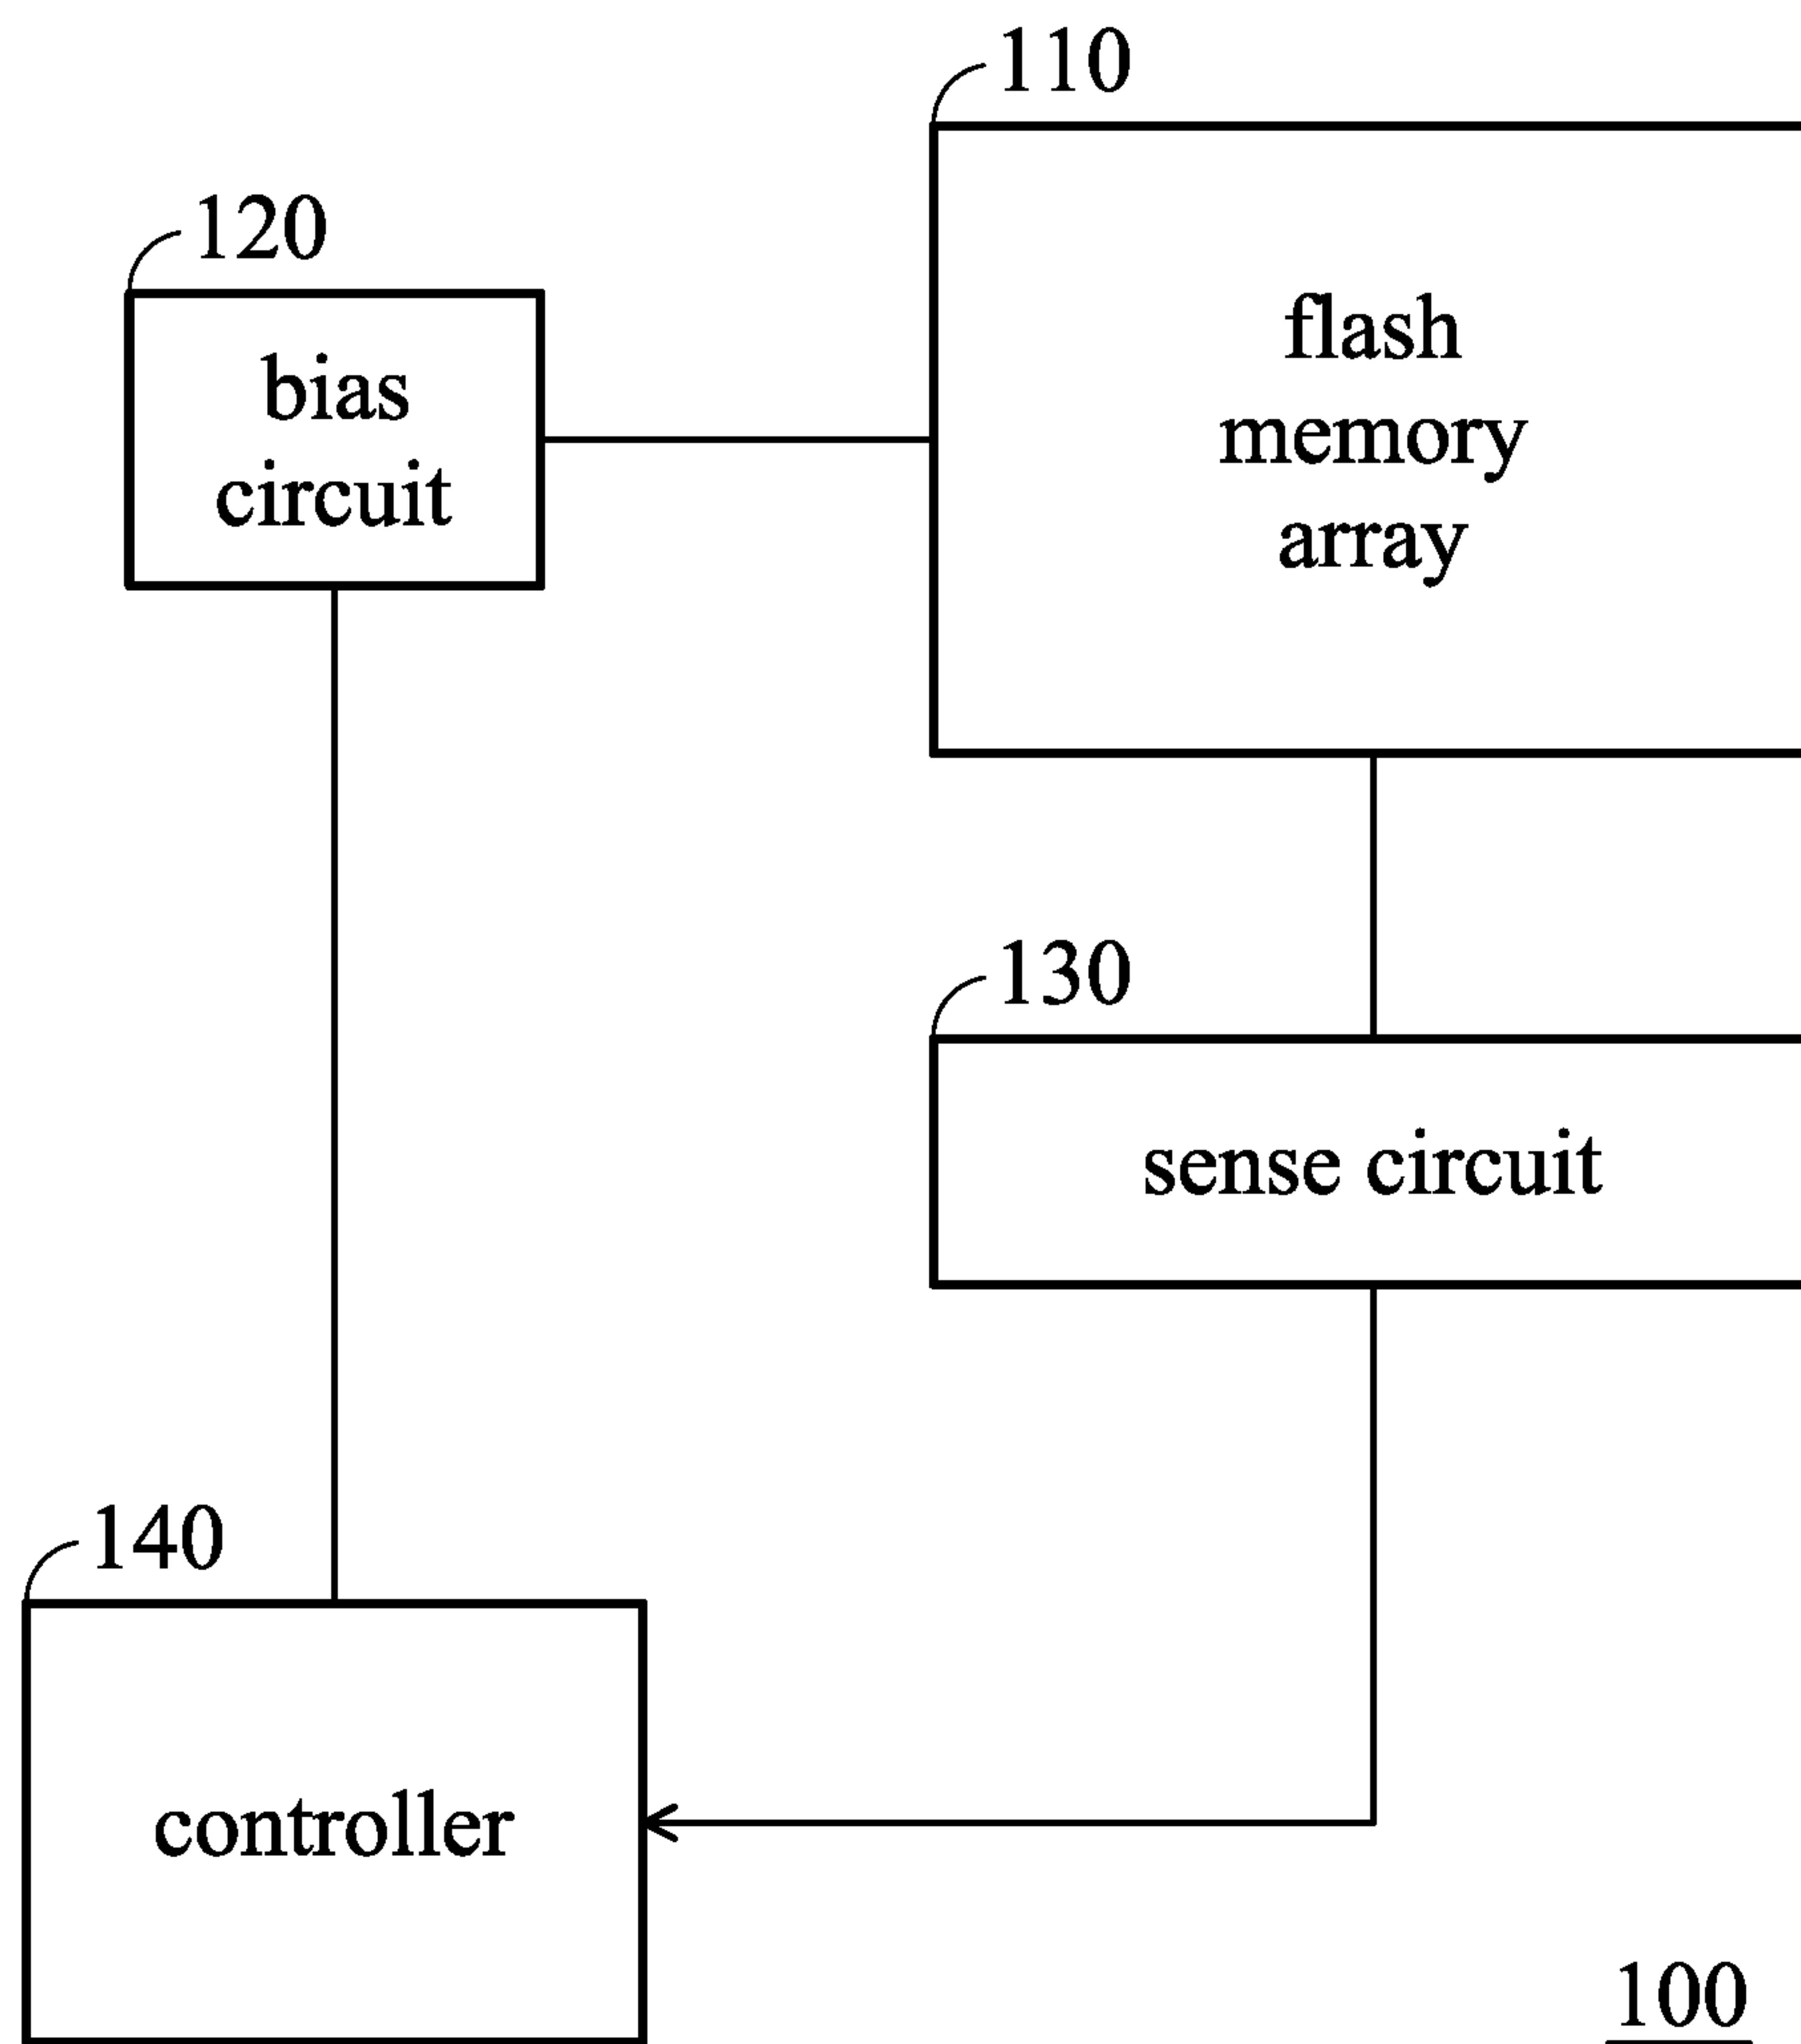 110
120
flash
memory
array
bias
circuit
130
sense circuit
140
controller
100